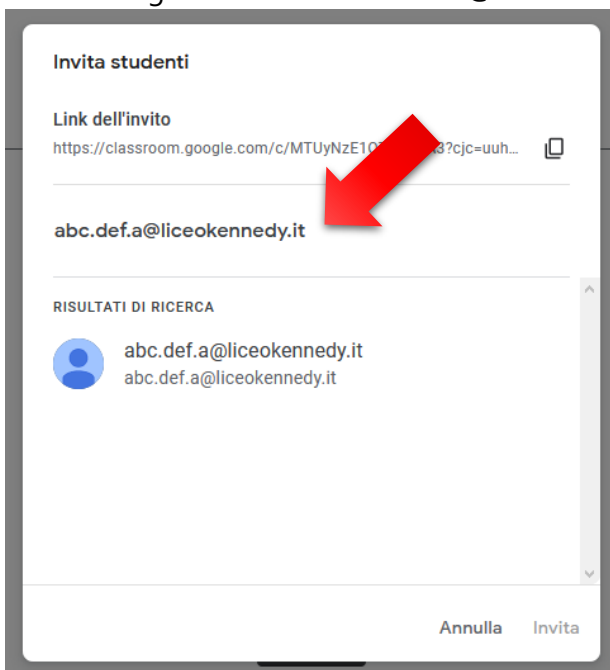 Invita studenti
Link dell'invito
https://classroom.google.com/c/MTUyNzE1O 3?cjc=uuh...
abc.def.a@liceokennedy.it
RISULTATI DI RICERCA
abc.def.a@liceokennedy.it
abc.def.a@liceokennedy.it
Annulla Invita